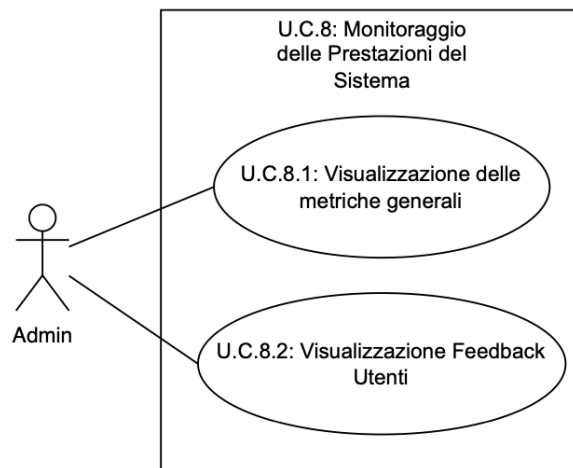 U.C.8: Monitoraggio
delle Prestazioni del
Sistema
U.C.8.1: Visualizzazione delle
metriche generali
Admin
U.C.8.2: Visualizzazione Feedback
Utenti